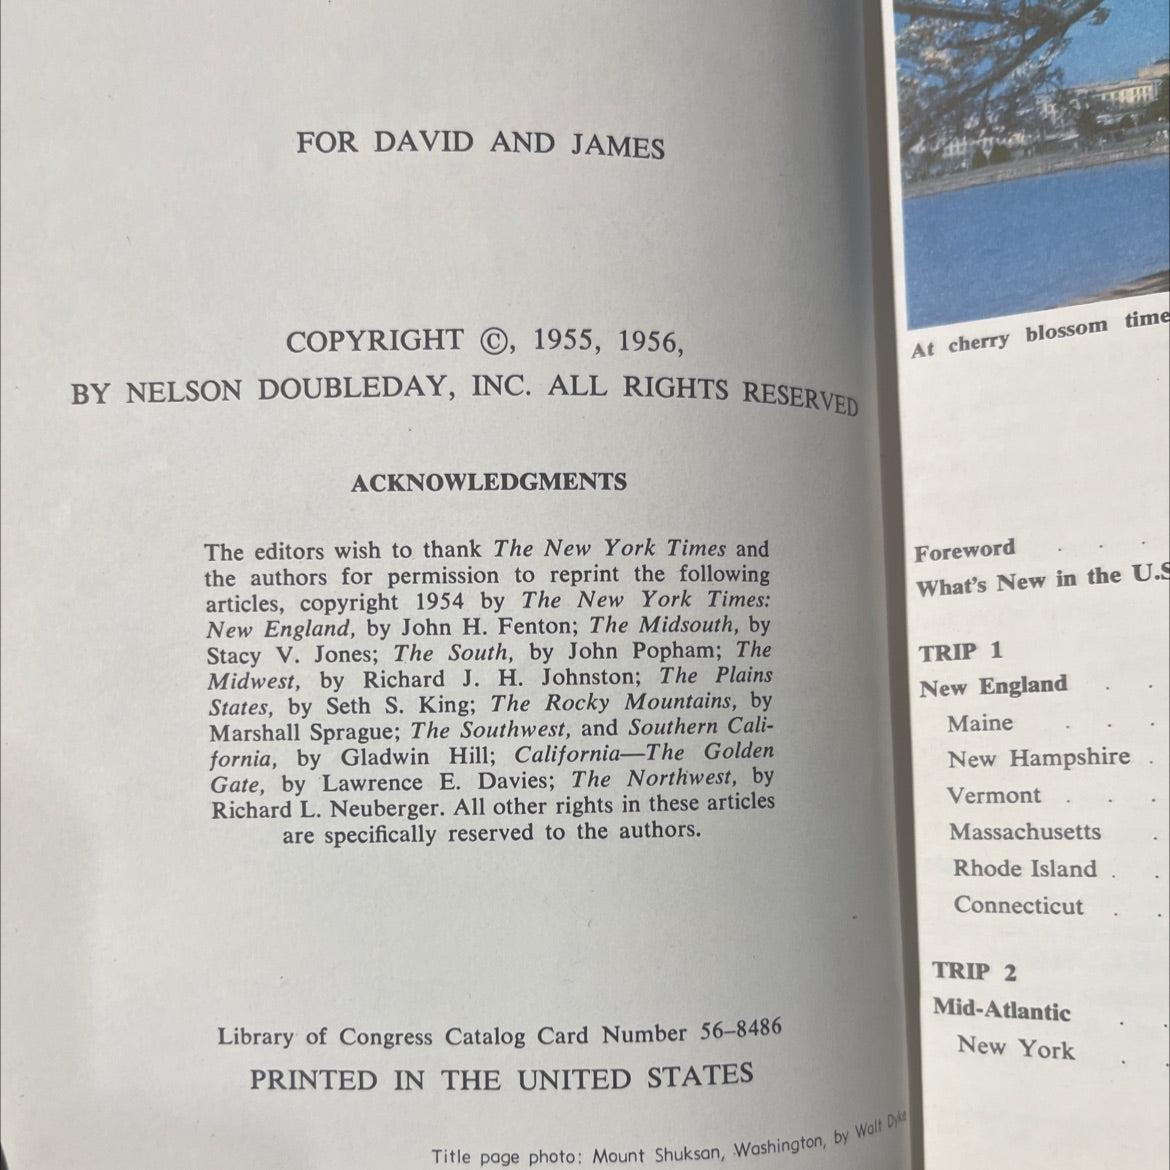 FOR DAVID AND JAMES
COPYRIGHT ©, 1955, 1956,
BY NELSON DOUBLEDAY, INC. ALL RIGHTS RESERVED
ACKNOWLEDGMENTS
The editors wish to thank The New York Times and
the authors for permission to reprint the following
articles, copyright 1954 by The New York Times:
New England, by John H. Fenton; The Midsouth, by
Stacy V. Jones; The South, by John Popham; The
Midwest, by Richard J. H. Johnston; The Plains
States, by Seth S. King; The Rocky Mountains, by
Marshall Sprague; The Southwest, and Southern Cali-
fornia, by Gladwin Hill; California—The Golden
Gate, by Lawrence E. Davies; The Northwest, by
Richard L. Neuberger. All other rights in these articles
are specifically reserved to the authors.
Library of Congress Catalog Card Number 56–8486
PRINTED IN THE UNITED STATES
Title page photo: Mount Shuksan, Washington, by Walt Dyke
At cherry blossom time
Foreword . . .
What's New in the U.S
TRIP 1
New England . .
Maine . . .
New Hampshire .
Vermont . . .
Massachusetts .
Rhode Island . .
Connecticut . .
TRIP 2
Mid-Atlantic . .
New York . .